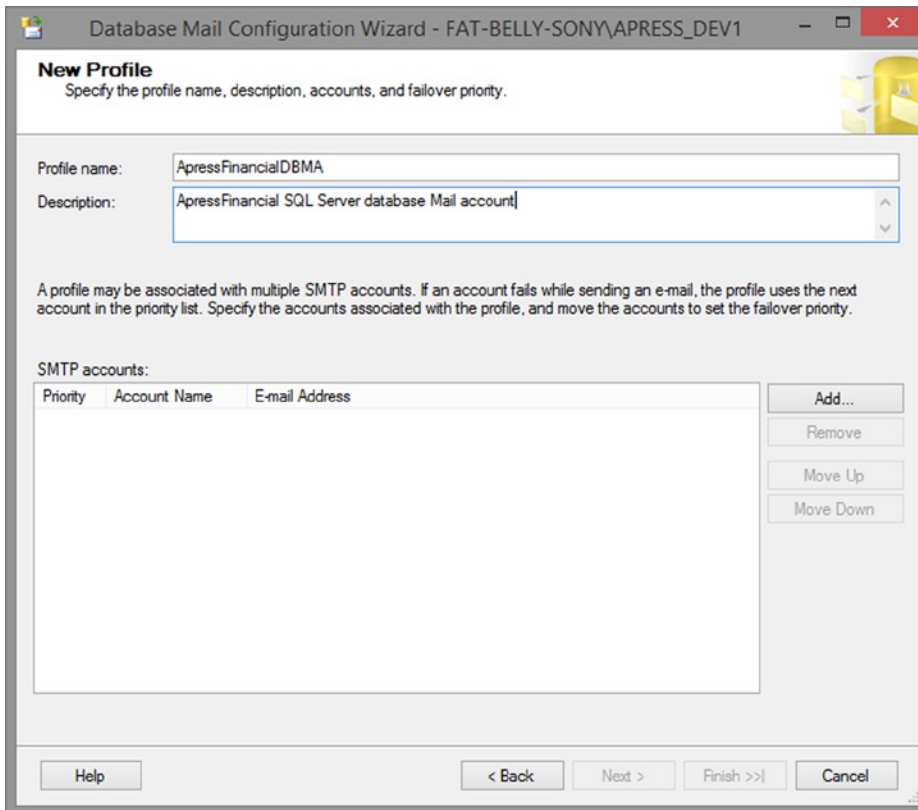 Database Mail Configuration Wizard - FAT-BELLY-SONY\APRESS_DEV1
New Profile
Specify the profile name, description, accounts, and failover priority.
Profile name:
ApressFinancialDBMA
Description:
ApressFinancial SQL Server database Mail account
A profile may be associated with multiple SMTP accounts. If an account fails while sending an e-mail, the profile uses the next
account in the priority list. Specify the accounts associated with the profile, and move the accounts to set the failover priority.
SMTP accounts:
Priority Account Name E-mail Address
Add...
Remove
Move Up
Move Down
Help < Back Next > Finish >>| Cancel